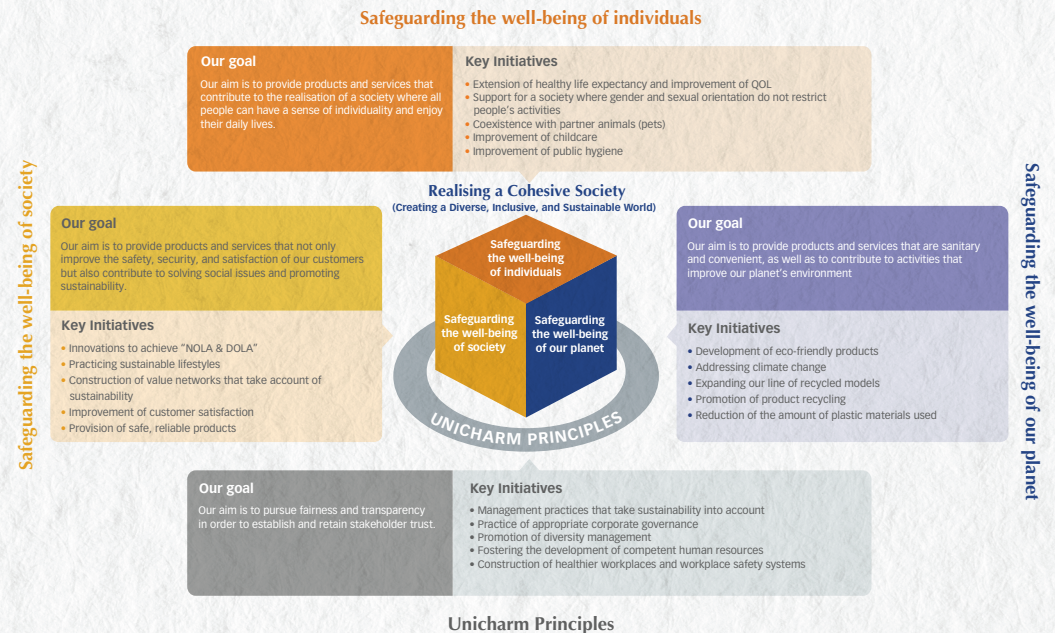 Safeguarding the well-being of individuals
Our goal
Our aim is to provide products and services that
contribute to the realisation of a society where all
people can have a sense of individuality and enjoy
their daily lives.
Key Initiatives
• Extension of healthy life expectancy and improvement of QOL
• Support for a society where gender and sexual orientation do not restrict
people's activities
• Coexistence with partner animals (pets)
• Improvement of childcare
• Improvement of public hygiene
Safeguarding the well-being of society
Our goal
Our aim is to provide products and services that not only
improve the safety, security, and satisfaction of our customers
but also contribute to solving social issues and promoting
sustainability.
Key Initiatives
• Innovations to achieve "NOLA & DOLA"
• Practicing sustainable lifestyles
• Construction of value networks that take account of
sustainability
• Improvement of customer satisfaction
• Provision of safe, reliable products
Realising a Cohesive Society
(Creating a Diverse, Inclusive, and Sustainable World)
Safeguarding
the well-being
of individuals
Safeguarding
the well-being
of society
Safeguarding
the well-being
of our planet
UNICHARM PRINCIPLES
Our goal
Our aim is to provide products and services that are sanitary
and convenient, as well as to contribute to activities that
improve our planet's environment
Key Initiatives
• Development of eco-friendly products
• Addressing climate change
• Expanding our line of recycled models
• Promotion of product recycling
• Reduction of the amount of plastic materials used
Safeguarding the well-being of our planet
Our goal
Our aim is to pursue fairness and transparency
in order to establish and retain stakeholder trust.
Key Initiatives
• Management practices that take sustainability into account
• Practice of appropriate corporate governance
• Promotion of diversity management
• Fostering the development of competent human resources
• Construction of healthier workplaces and workplace safety systems
Unicharm Principles